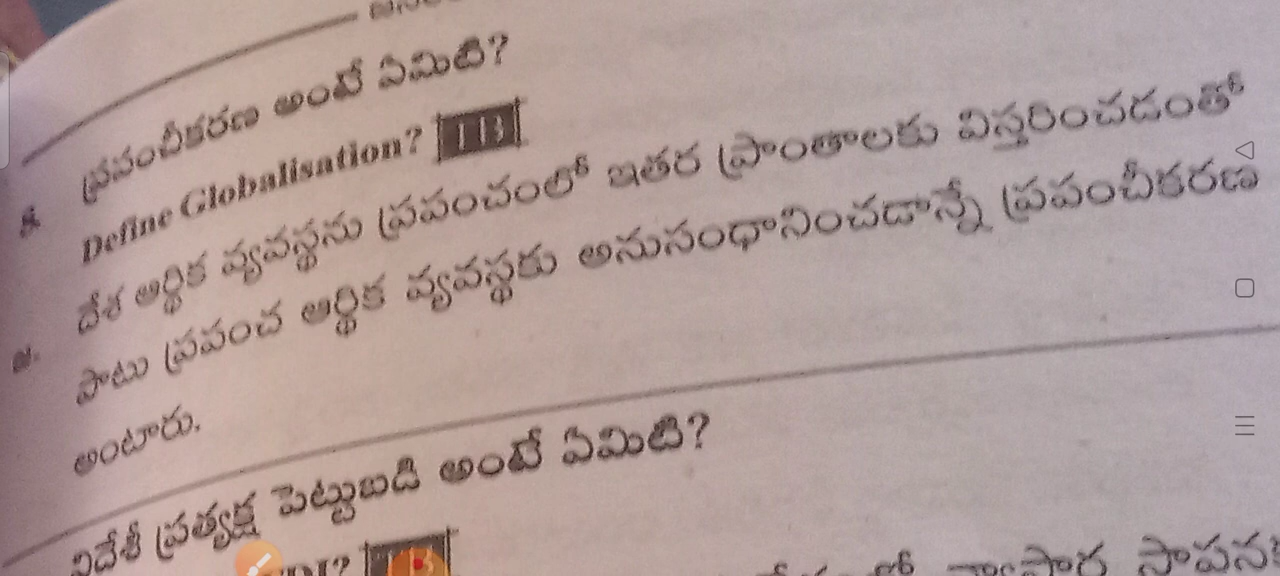 ప్రపంచీకరణ అంటే ఏమిటి?
Define Globalisation?
దేశ ఆర్థిక వ్యవస్థను ప్రపంచంలో ఇతర ప్రాంతాలకు విస్తరించడంతో
పాటు ప్రపంచ ఆర్థిక వ్యవస్థకు అనుసంధానించడాన్నే ప్రపంచీకరణ
అంటారు.
విదేశీ ప్రత్యక్ష పెట్టుబడి అంటే ఏమిటి?